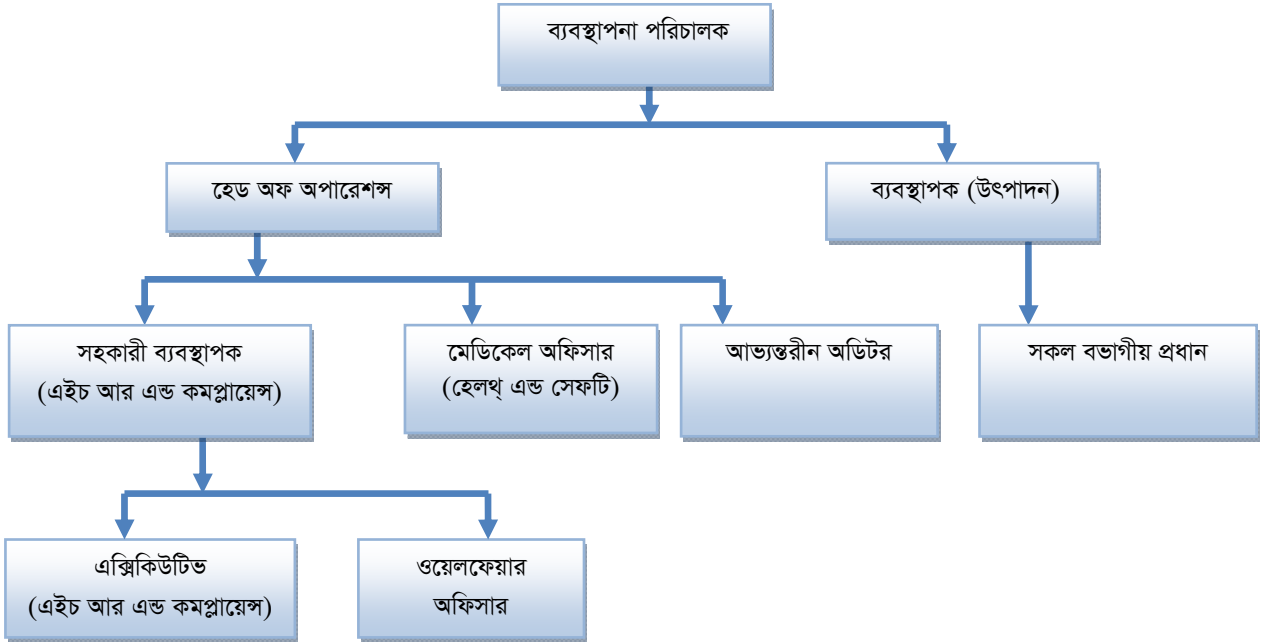 ব্যবস্থাপনা পরিচালক
হেড অফ অপারেশন্স
ব্যবস্থাপক (উৎপাদন)
সহকারী ব্যবস্থাপক
(এইচ আর এন্ড কমপ্লায়েন্স)
মেডিকেল অফিসার
(হেলথ্ এন্ড সেফটি)
আভ্যন্তরীন অডিটর
সকল বভাগীয় প্রধান
এক্সিকিউটিভ
(এইচ আর এন্ড কমপ্লায়েন্স)
ওয়েলফেয়ার
অফিসার